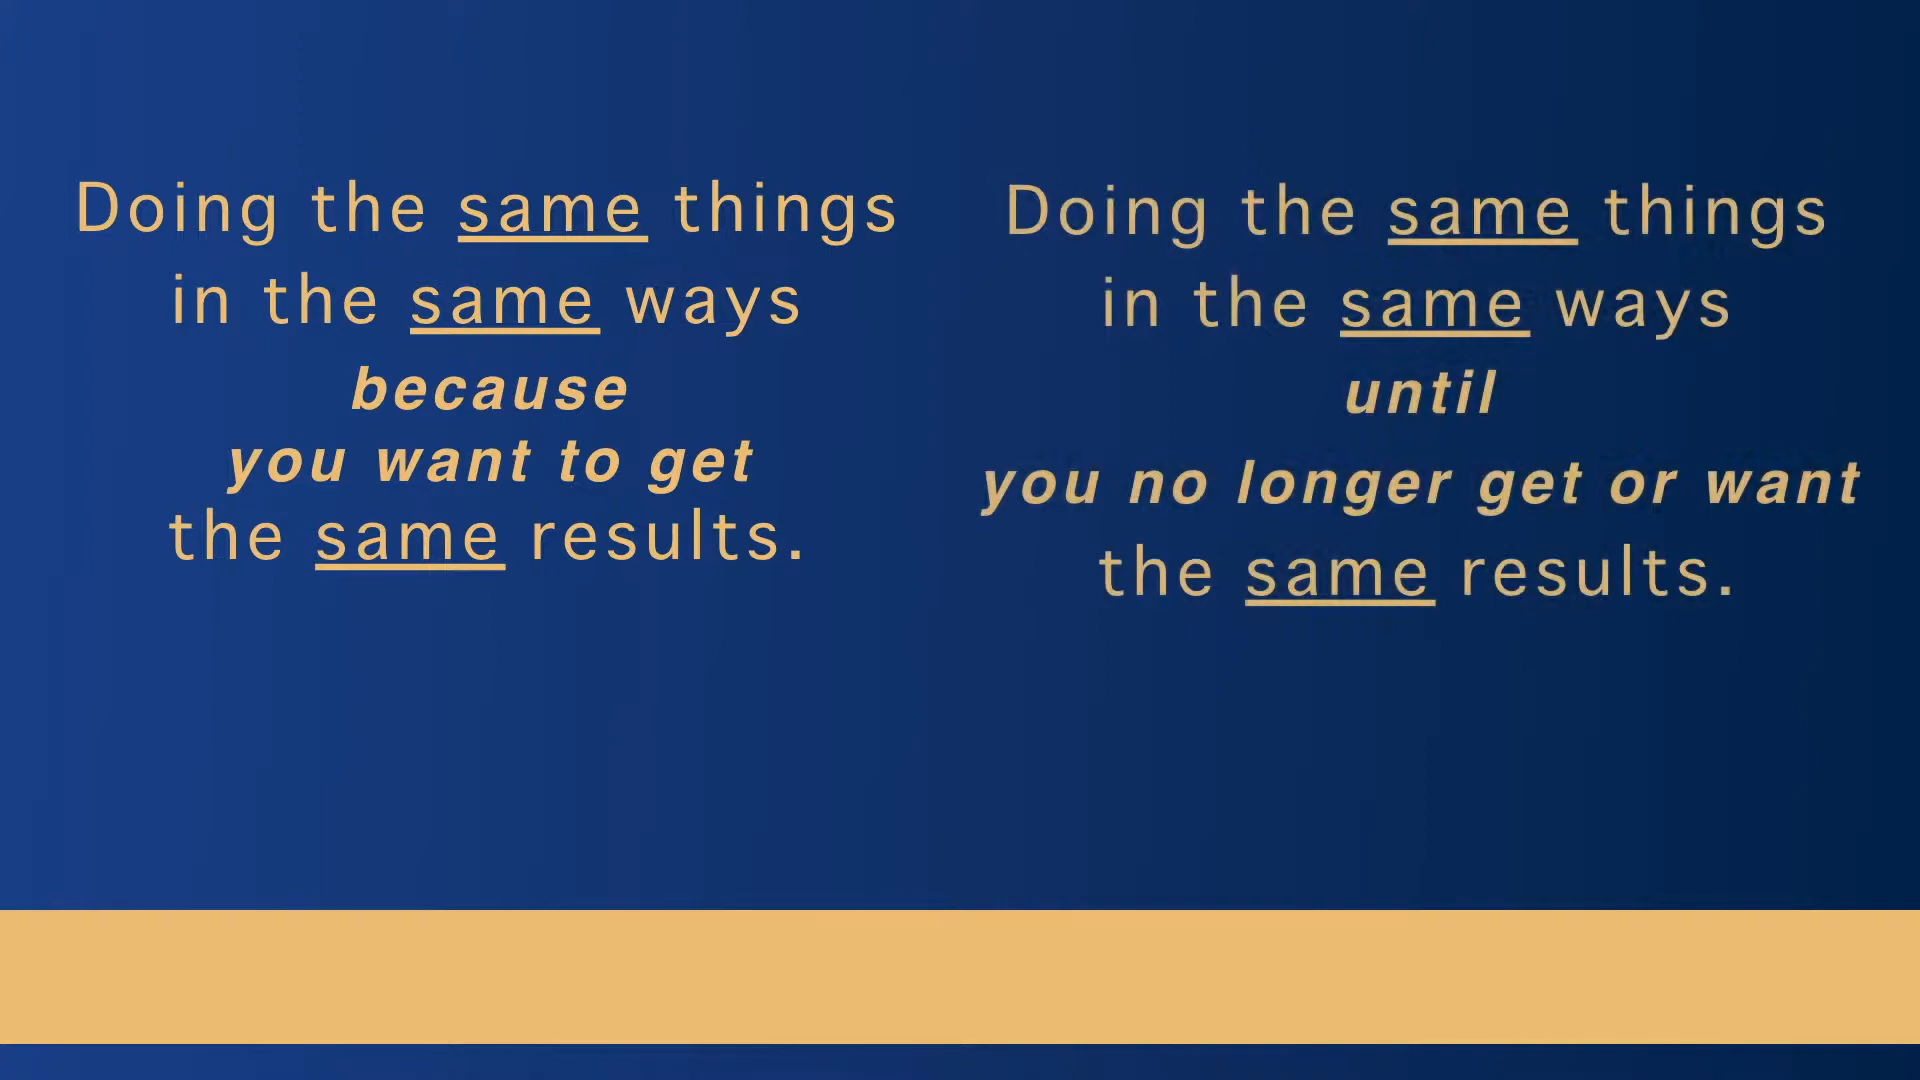 Doing the same things
in the same ways
because
you want to get
the same results.
Doing the same things
in the same ways
until
you no longer get or want
the same results.